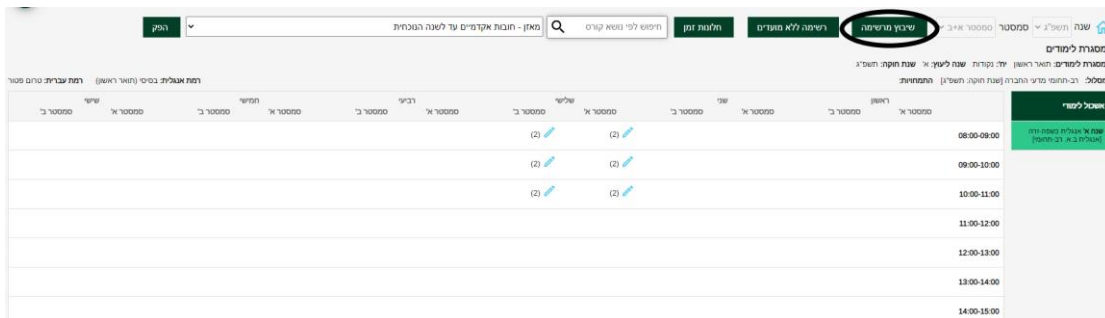 שנה תשפ"ג סמסטר סמסטר א+ב שיבוץ מרשימה רשימה ללא מועדים חלונות זמן חיפוש לפי נושא קורס מאזן - חובות אקדמיים עד לשנה הנוכחית הפק
מסגרת לימודים
מסגרת לימודים: תואר ראשון יח': נקודות שנה ליעוץ: א' שנת חוקה: תשפ"ג
מסלול: רב-תחומי מדעי החברה [שנת חוקה: תשפ"ג] התמחויות: רמת אנגלית: בסיסי (תואר ראשון) רמת עברית: טרום פטור
אשכול לימודי ראשון שני שלישי רביעי חמישי שישי
סמסטר א' סמסטר ב' סמסטר א' סמסטר ב' סמסטר א' סמסטר ב' סמסטר א' סמסטר ב' סמסטר א' סמסטר ב' סמסטר א' סמסטר ב'
שנה א' אנגלית כשפה זרה
[אנגלית ב.א. רב-תחומי]
08:00-09:00 (2) (2)
09:00-10:00 (2) (2)
10:00-11:00 (2) (2)
11:00-12:00
12:00-13:00
13:00-14:00
14:00-15:00